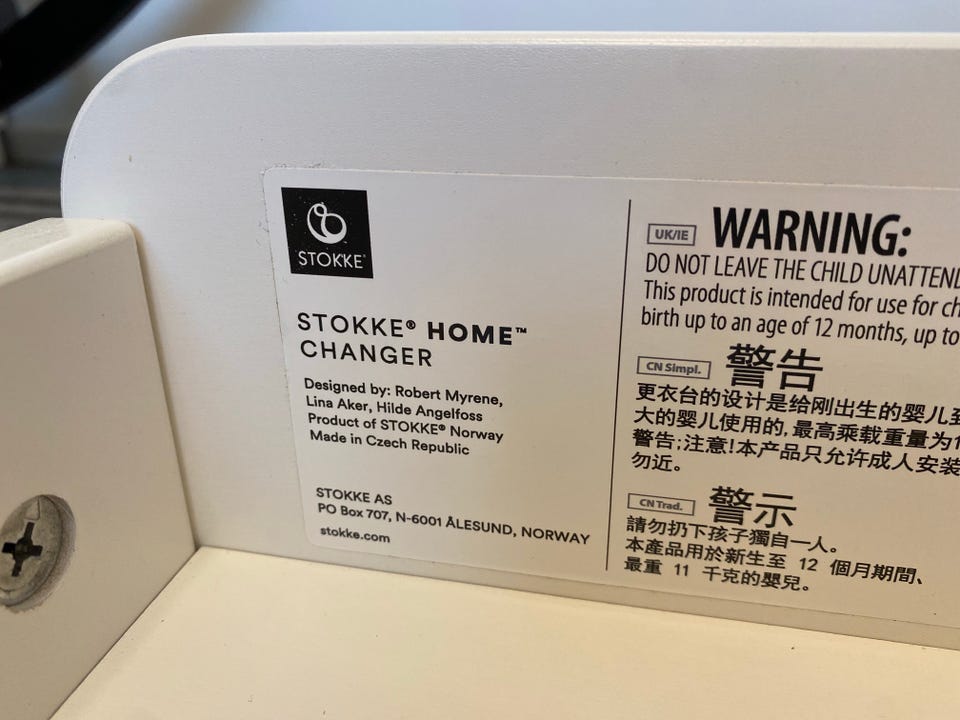 STOKKE®
STOKKE® HOME™
CHANGER
Designed by: Robert Myrene,
Lina Aker, Hilde Angelfoss
Product of STOKKE® Norway
Made in Czech Republic
STOKKE AS
PO Box 707, N-6001 ÅLESUND, NORWAY
stokke.com
UK/IE WARNING:
DO NOT LEAVE THE CHILD
This product is intended for use for
birth up to an age of 12 months, up to
CN Simpl. 警告
更衣台的设计是给刚出生的婴儿到
大的婴儿使用的,最高乘载重量为
警告;注意!本产品只允许成人安装
勿近。
CN Trad. 警示
請勿扔下孩子獨自一人。
本產品用於新生至 12 個月期間、
最重 11 千克的嬰兒。